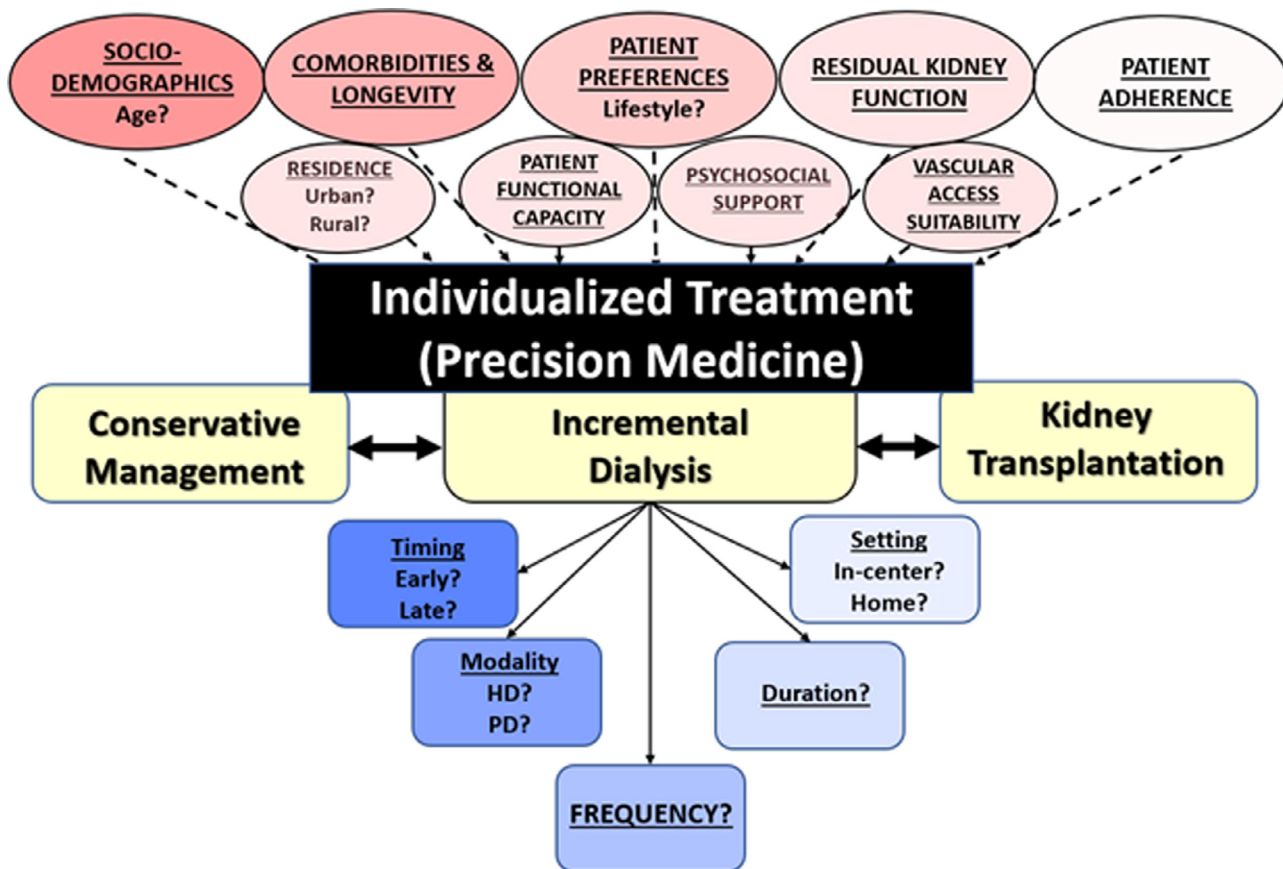 SOCIO-
DEMOGRAPHICS
Age?
COMORBIDITIES &
LONGEVITY
PATIENT
PREFERENCES
Lifestyle?
RESIDUAL KIDNEY
FUNCTION
PATIENT
ADHERENCE
RESIDENCE
Urban?
Rural?
PATIENT
FUNCTIONAL
CAPACITY
PSYCHOSOCIAL
SUPPORT
VASCULAR
ACCESS
SUITABILITY
Individualized Treatment
(Precision Medicine)
Conservative
Management
Incremental
Dialysis
Kidney
Transplantation
Timing
Early?
Late?
Setting
In-center?
Home?
Modality
HD?
PD?
Duration?
FREQUENCY?